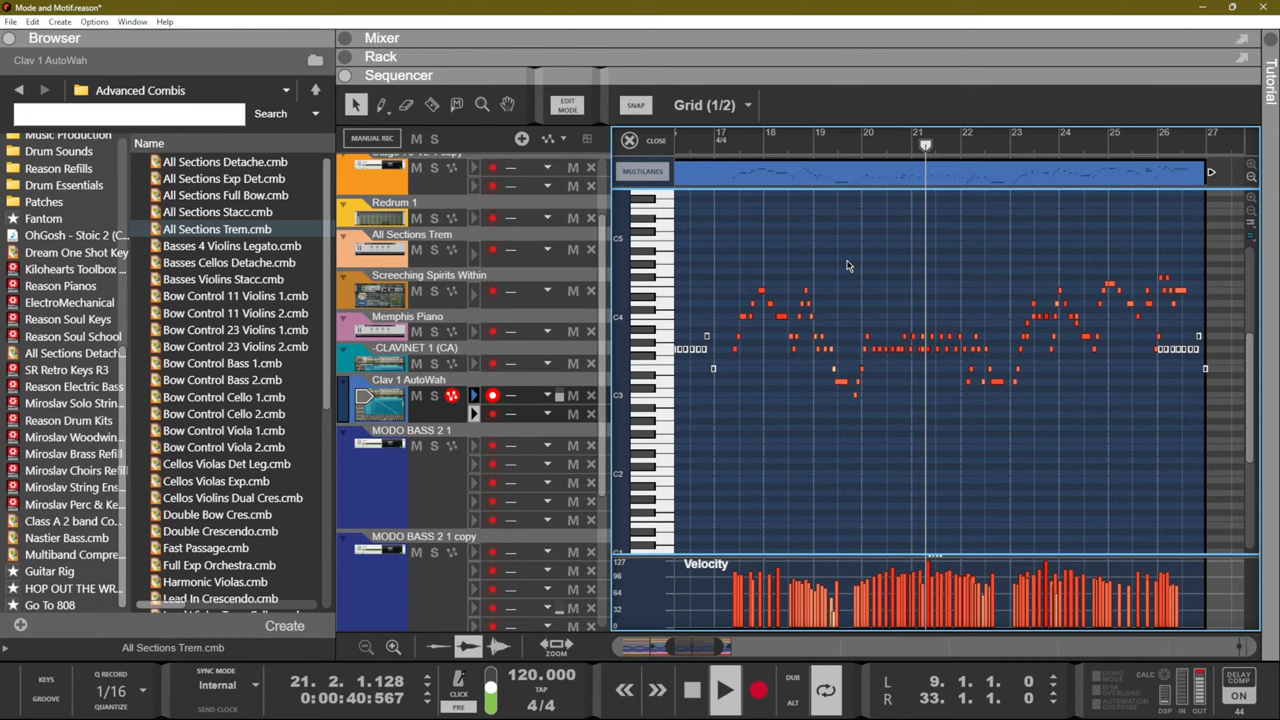 Mode and Motif.reason*
File Edit Create Options Window Help
Browser
Clav 1 AutoWah
Advanced Combis
Search
Music Production
Drum Sounds
Reason Refills
Drum Essentials
Patches
Fantom
OhGosh - Stoic 2 (C...
Dream One Shot Key
Kilohearts Toolbox
Reason Pianos
ElectroMechanical
Reason Soul Keys
Reason Soul School
All Sections Detach...
SR Retro Keys R3
Reason Electric Bass
Miroslav Solo Strin...
Reason Drum Kits
Miroslav Woodwin...
Miroslav Brass Refil
Miroslav Choirs Refil
Miroslav String Ens...
Miroslav Perc & Ke...
Class A 2 band Co...
Nastier Bass.cmb
Multiband Compre...
Guitar Rig
HOP OUT THE WR...
Go To 808
Name
All Sections Detache.cmb
All Sections Exp Det.cmb
All Sections Full Bow.cmb
All Sections Stacc.cmb
All Sections Trem.cmb
Basses 4 Violins Legato.cmb
Basses Cellos Detache.cmb
Basses Violins Stacc.cmb
Bow Control 11 Violins 1.cmb
Bow Control 11 Violins 2.cmb
Bow Control 23 Violins 1.cmb
Bow Control 23 Violins 2.cmb
Bow Control Bass 1.cmb
Bow Control Bass 2.cmb
Bow Control Cello 1.cmb
Bow Control Cello 2.cmb
Bow Control Viola 1.cmb
Bow Control Viola 2.cmb
Cellos Violas Det Leg.cmb
Cellos Violas Exp.cmb
Cellos Violins Dual Cres.cmb
Double Bow Cres.cmb
Double Crescendo.cmb
Fast Passage.cmb
Full Exp Orchestra.cmb
Harmonic Violas.cmb
Lead In Crescendo.cmb
Create
All Sections Trem.cmb
Mixer
Rack
Sequencer
EDIT MODE
SNAP
Grid (1/2)
MANUAL REC
M S
Redrum 1
All Sections Trem
Screeching Spirits Within
Memphis Piano
-CLAVINET 1 (CA)
Clav 1 AutoWah
MODO BASS 2 1
MODO BASS 2 1 copy
CLOSE
17 18 19 20 21 22 23 24 25 26 27
4/4
MULTILANES
C5
C4
C3
C2
C1
Velocity
127
96
64
32
0
ZOOM
Tutorial
KEYS
GROOVE
Q RECORD
1/16
QUANTIZE
SYNC MODE
Internal
SEND CLOCK
21. 2. 1.128
0:00:40:567
CLICK
PRE
120.000
TAP
4/4
DUB
ALT
L 9. 1. 1. 0
R 33. 1. 1. 0
DEMO MODE
DISK OVERLOAD
AUTOMATION OVERRIDE
CALC
DSP IN OUT
DELAY COMP
ON
44